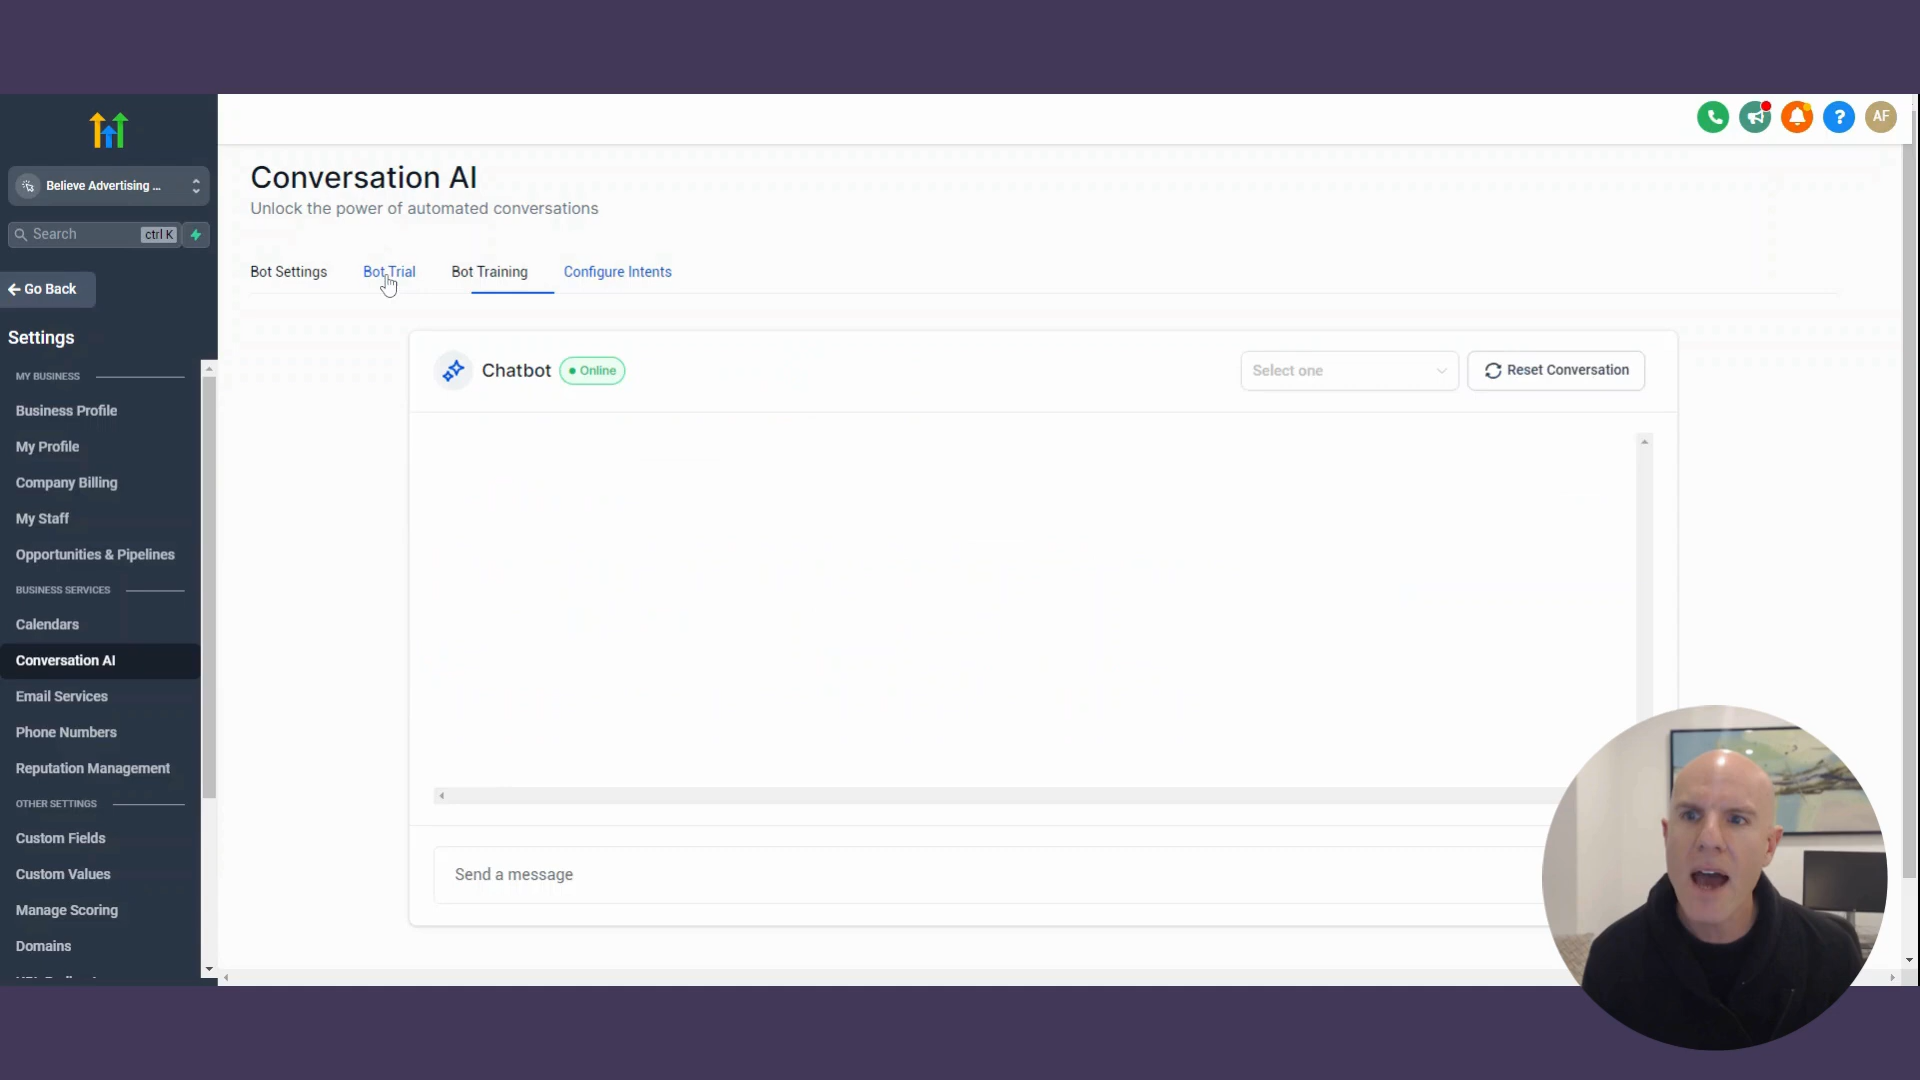 Believe Advertising ...
Search
ctrl K
Go Back
Settings
MY BUSINESS
Business Profile
My Profile
Company Billing
My Staff
Opportunities & Pipelines
BUSINESS SERVICES
Calendars
Conversation AI
Email Services
Phone Numbers
Reputation Management
OTHER SETTINGS
Custom Fields
Custom Values
Manage Scoring
Domains
?
AF
Conversation AI
Unlock the power of automated conversations
Bot Settings
Bot Trial
Bot Training
Configure Intents
Chatbot
Online
Select one
Reset Conversation
Send a message